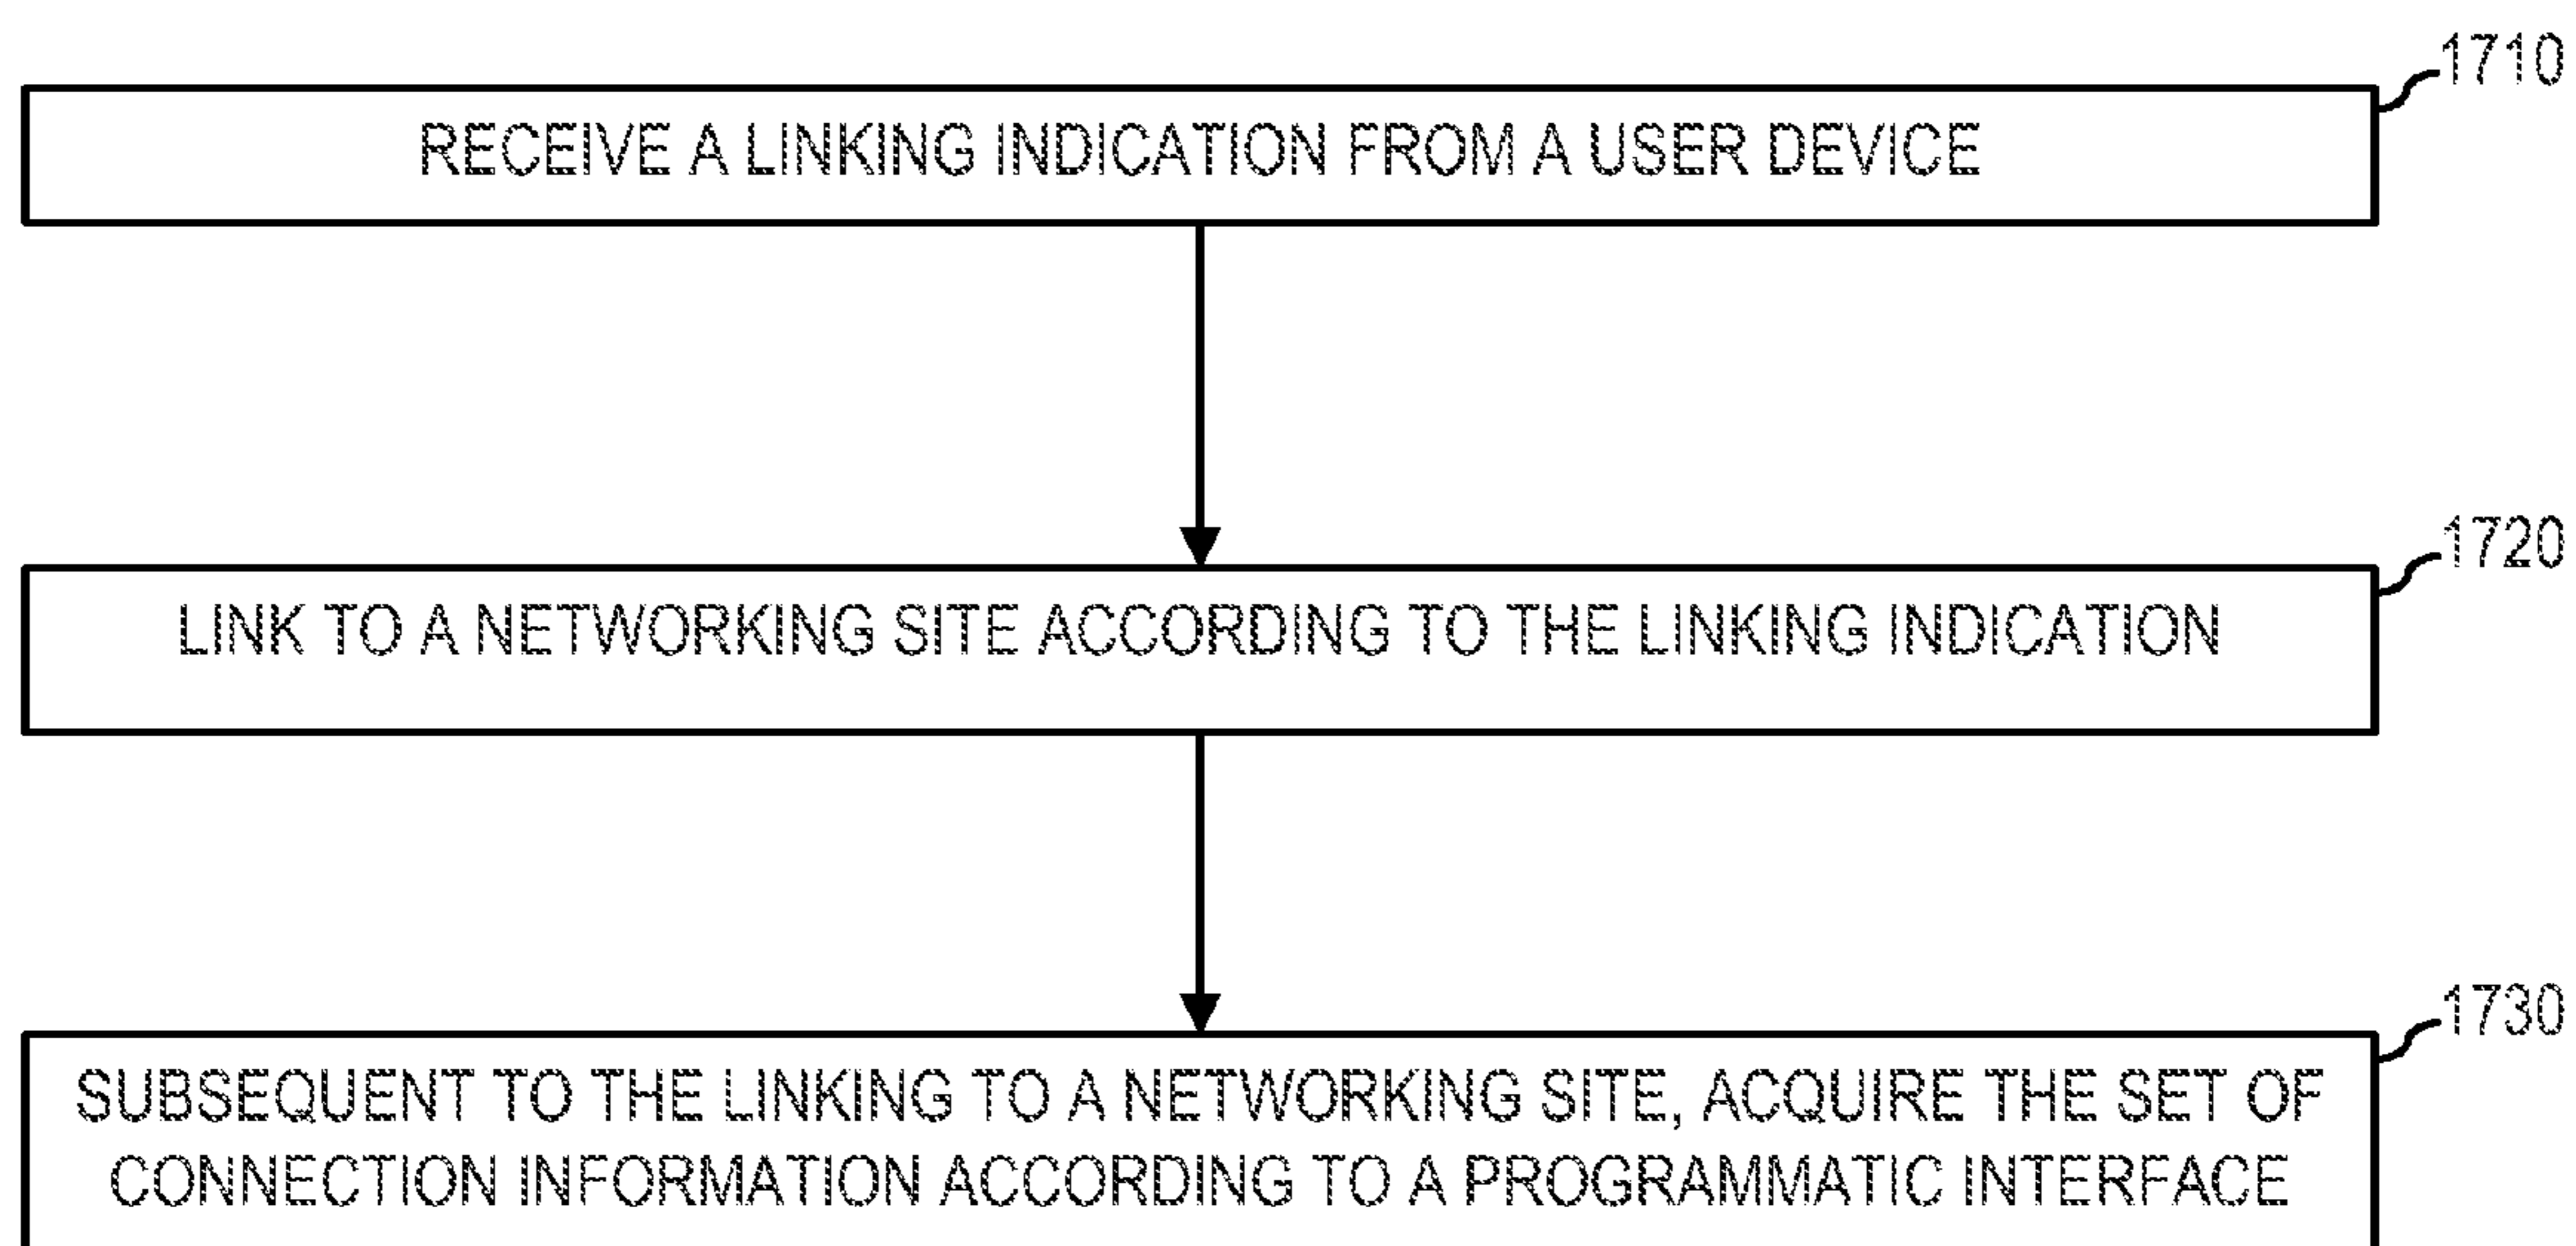 1710
RECEIVE A LINKING INDICATION FROM A USER DEVICE
1720
LINK TO A NETWORKING SITE ACCORDING TO THE LINKING INDICATION
1730
SUBSEQUENT TO THE LINKING TO A NETWORKING SITE, ACQUIRE THE SET OF
CONNECTION INFORMATION ACCORDING TO A PROGRAMMATIC INTERFACE